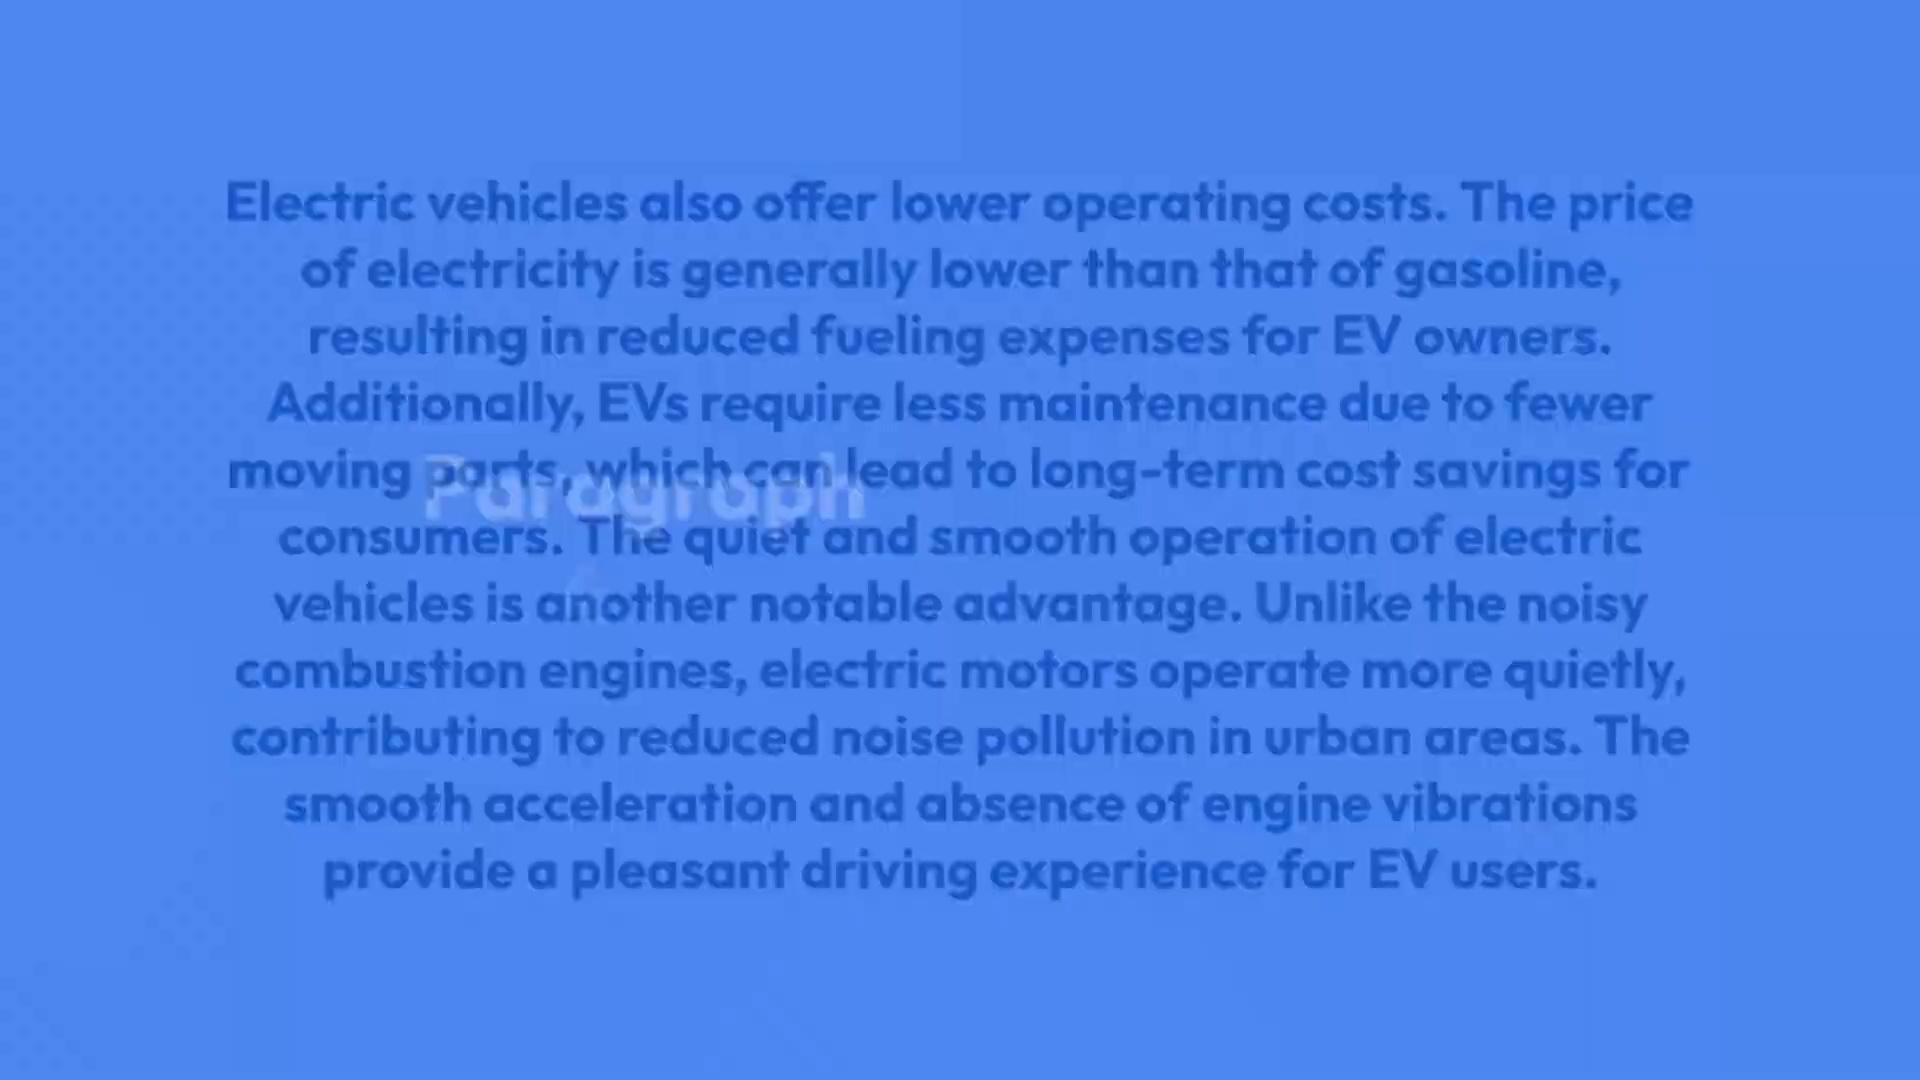 Electric vehicles also offer lower operating costs. The price
of electricity is generally lower than that of gasoline,
resulting in reduced fueling expenses for EV owners.
Additionally, EVs require less maintenance due to fewer
moving parts, which can lead to long-term cost savings for
Paragraph
consumers. The quiet and smooth operation of electric
vehicles is another notable advantage. Unlike the noisy
combustion engines, electric motors operate more quietly,
contributing to reduced noise pollution in urban areas. The
smooth acceleration and absence of engine vibrations
provide a pleasant driving experience for EV users.